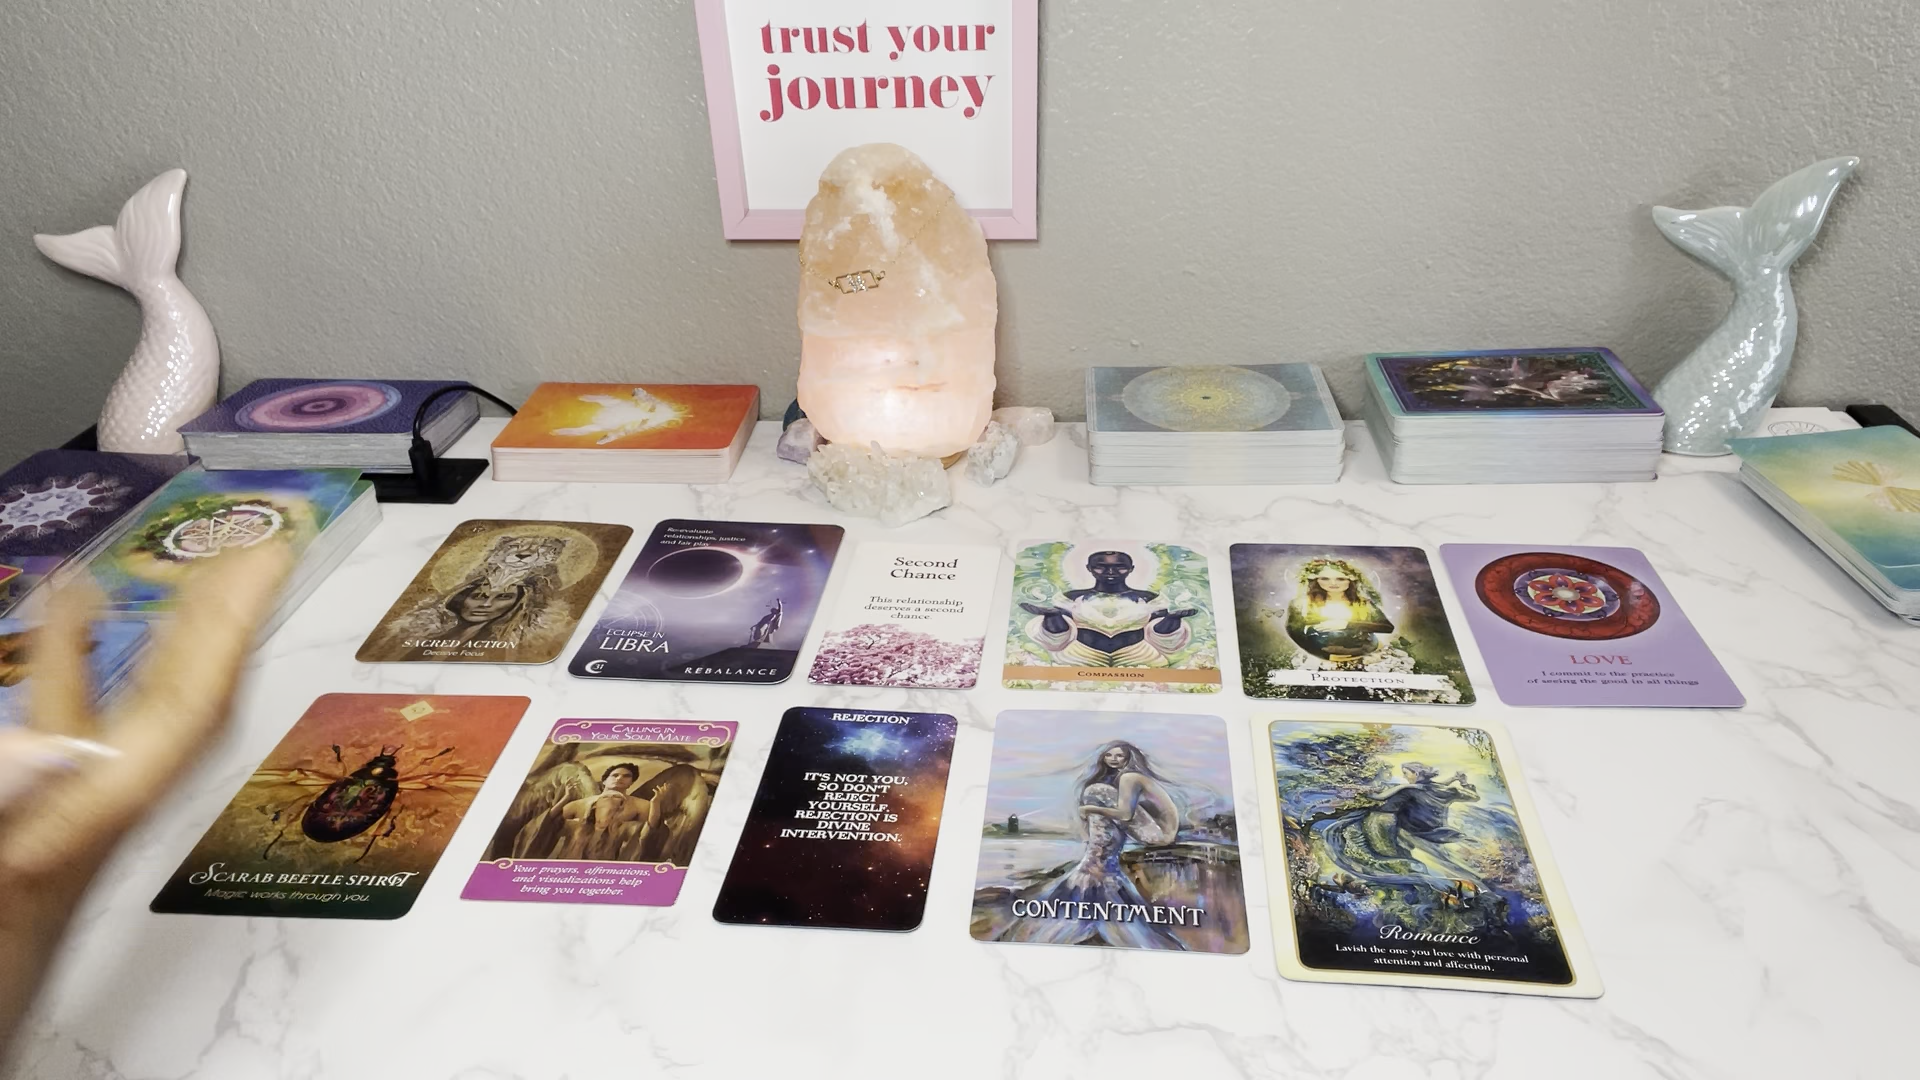 trust your
journey
SACRED ACTION
Decisive Focus
Re-evaluate
relationships, justice
and fair play
ECLIPSE IN
LIBRA
31
REBALANCE
Second
Chance
This relationship
deserves a second
chance.
COMPASSION
PROTECTION
LOVE
I commit to the practice
of seeing the good in all things
SCARAB BEETLE SPIRIT
Magic works through you.
CALLING IN
YOUR SOUL MATE
Your prayers, affirmations,
and visualizations help
bring you together.
REJECTION
IT'S NOT YOU,
SO DON'T
REJECT
YOURSELF.
REJECTION IS
DIVINE
INTERVENTION.
CONTENTMENT
Romance
Lavish the one you love with personal
attention and affection.